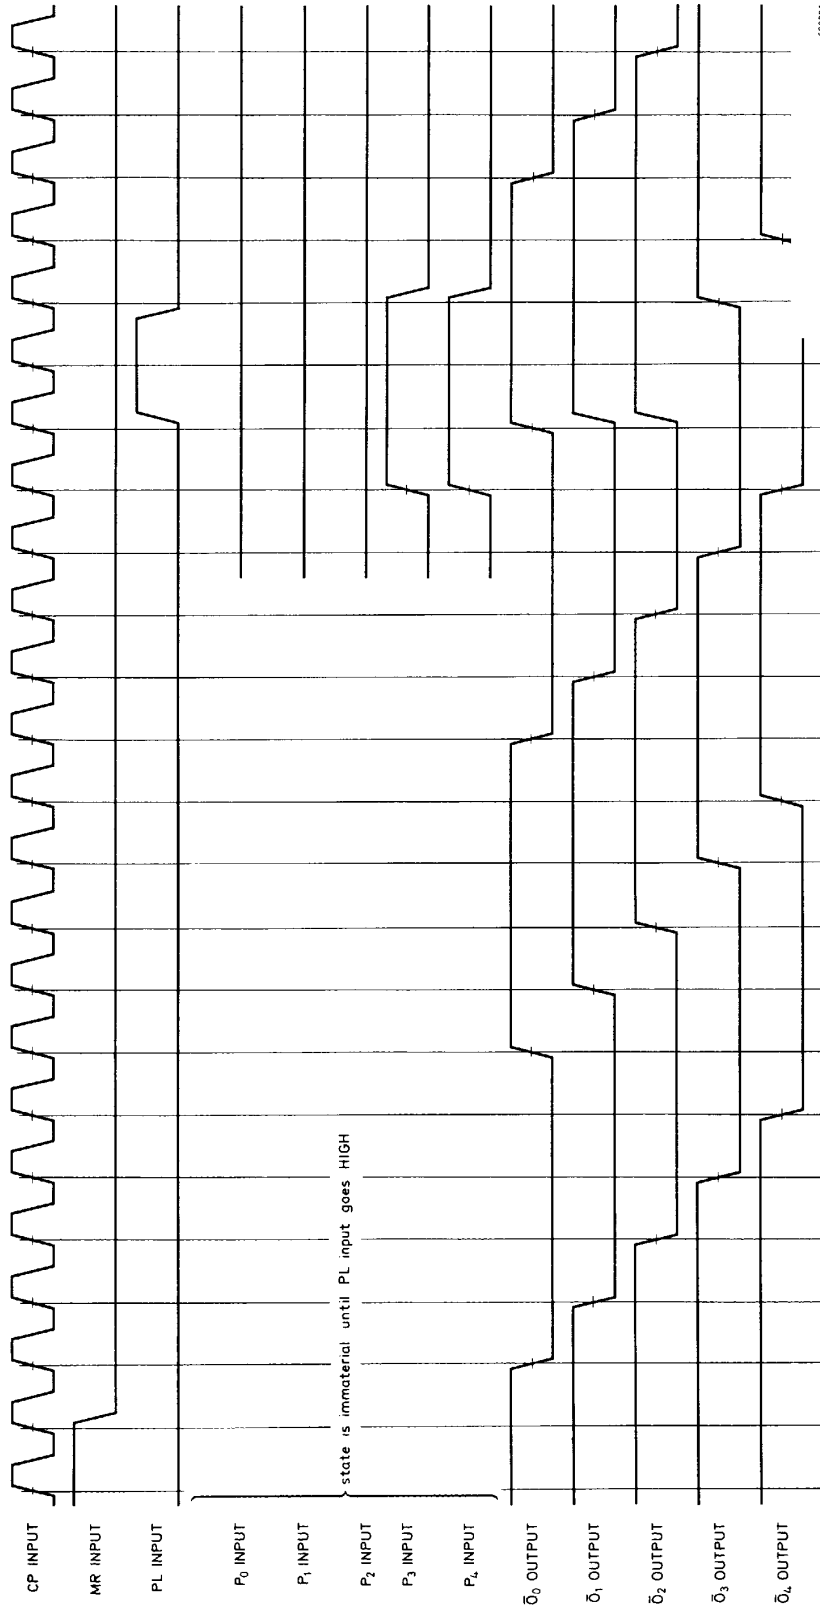 CP INPUT
MR INPUT
PL INPUT
P₀ INPUT
P₁ INPUT
P₂ INPUT
P₃ INPUT
P₄ INPUT
state is immaterial until PL input goes HIGH
Ō₀ OUTPUT
Ō₁ OUTPUT
Ō₂ OUTPUT
Ō₃ OUTPUT
Ō₄ OUTPUT